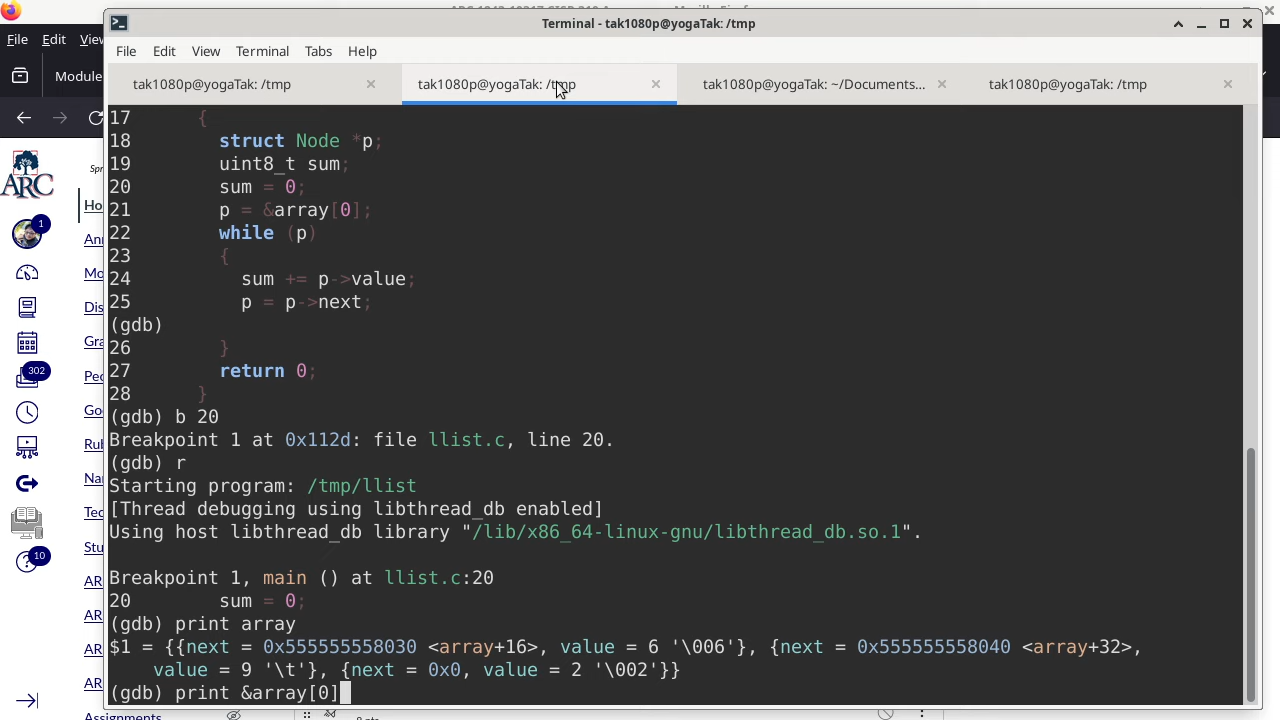 Terminal - tak1080p@yogaTak: /tmp
File Edit View Terminal Tabs Help
tak1080p@yogaTak: /tmp
tak1080p@yogaTak: /tmp
tak1080p@yogaTak: ~/Documents...
tak1080p@yogaTak: /tmp
File Edit
Module
ARC
1
302
10
Assignments
17 {
18 struct Node *p;
19 uint8_t sum;
20 sum = 0;
21 p = &array[0];
22 while (p)
23 {
24 sum += p->value;
25 p = p->next;
(gdb)
26 }
27 return 0;
28 }
(gdb) b 20
Breakpoint 1 at 0x112d: file llist.c, line 20.
(gdb) r
Starting program: /tmp/llist
[Thread debugging using libthread_db enabled]
Using host libthread_db library "/lib/x86_64-linux-gnu/libthread_db.so.1".
Breakpoint 1, main () at llist.c:20
20 sum = 0;
(gdb) print array
$1 = {{next = 0x555555558030 <array+16>, value = 6 '\006'}, {next = 0x555555558040 <array+32>,
value = 9 '\t'}, {next = 0x0, value = 2 '\002'}}
(gdb) print &array[0]